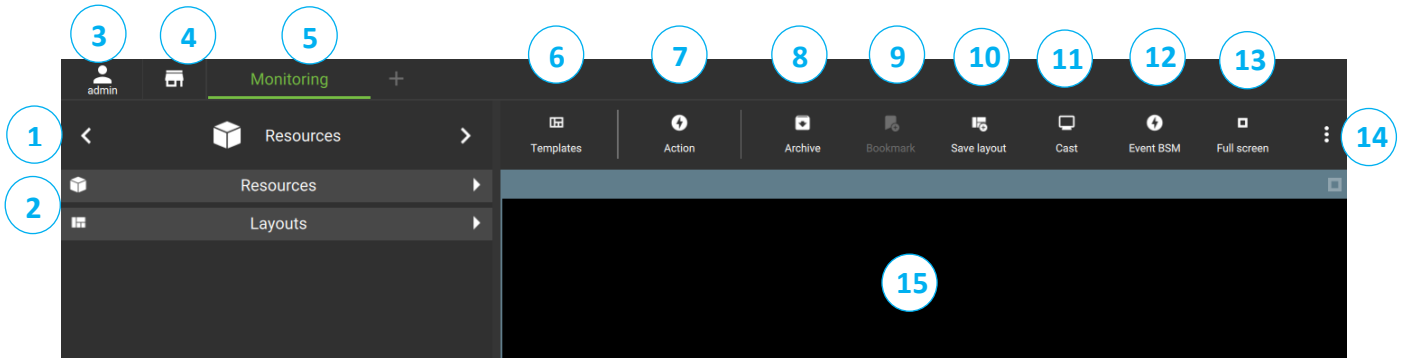 3 4 5 6 7 8 9 10 11 12 13
admin Monitoring +
1 Resources Templates Action Archive Bookmark Save layout Cast Event BSM Full screen 14
Resources
2
Layouts
15